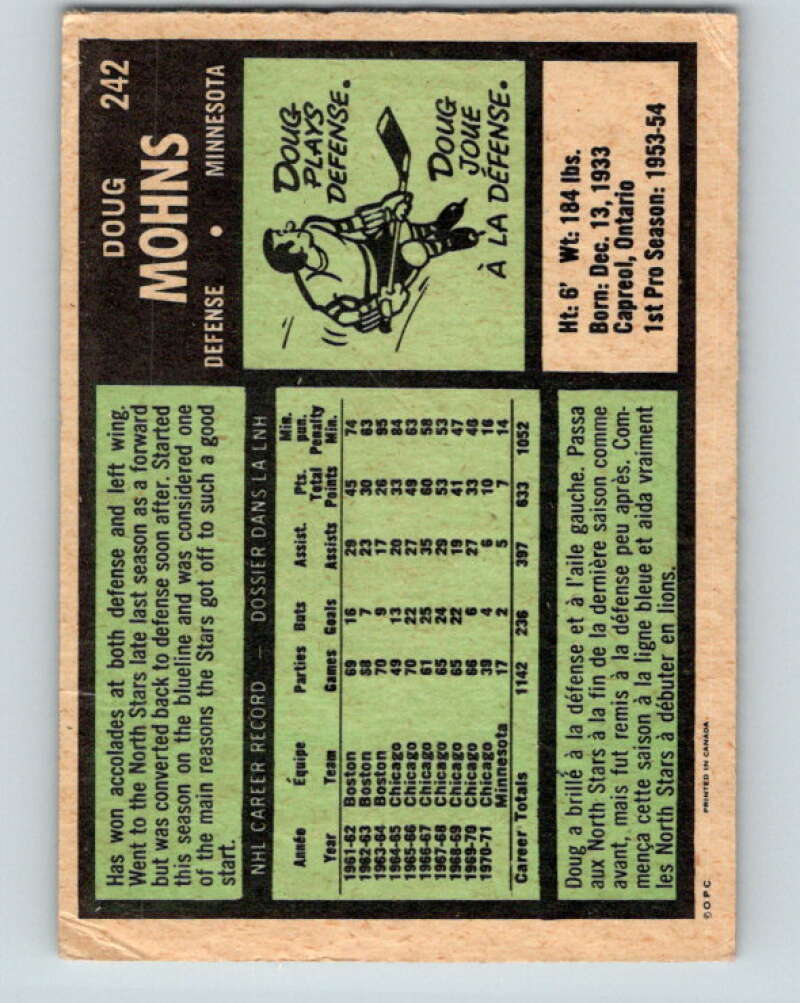 242
DOUG
MOHNS
DEFENSE • MINNESOTA
Has won accolades at both defense and left wing.
Went to the North Stars late last season as a forward
but was converted back to defense soon after. Started
this season on the blueline and was considered one
of the main reasons the Stars got off to such a good
start.
DOUG
PLAYS
DEFENSE.
DOUG
JOUE
À LA DÉFENSE.
NHL CAREER RECORD — DOSSIER DANS LA LNH
Année Équipe Parties Buts Assist. Pts. Total Min. pun.
Year Team Games Goals Assists Points Penalty Min.
1961-62 Boston 69 16 29 45 74
1962-63 Boston 68 7 23 30 63
1963-64 Boston 70 9 17 26 95
1964-65 Chicago 49 13 20 33 84
1965-66 Chicago 70 22 27 49 63
1966-67 Chicago 61 25 35 60 58
1967-68 Chicago 65 24 29 53 53
1968-69 Chicago 65 22 19 41 47
1969-70 Chicago 66 6 27 33 46
1970-71 Chicago 39 4 6 10 16
Minnesota 17 2 5 7 14
Career Totals 1142 236 397 633 1052
Ht: 6' Wt: 184 lbs.
Born: Dec. 13, 1933
Capreol, Ontario
1st Pro Season: 1953-54
Doug a brillé à la défense et à l'aile gauche. Passa
aux North Stars à la fin de la dernière saison comme
avant, mais fut remis à la défense peu après. Com-
mença cette saison à la ligne bleue et aida vraiment
les North Stars à débuter en lions.
©O.P.C. PRINTED IN CANADA